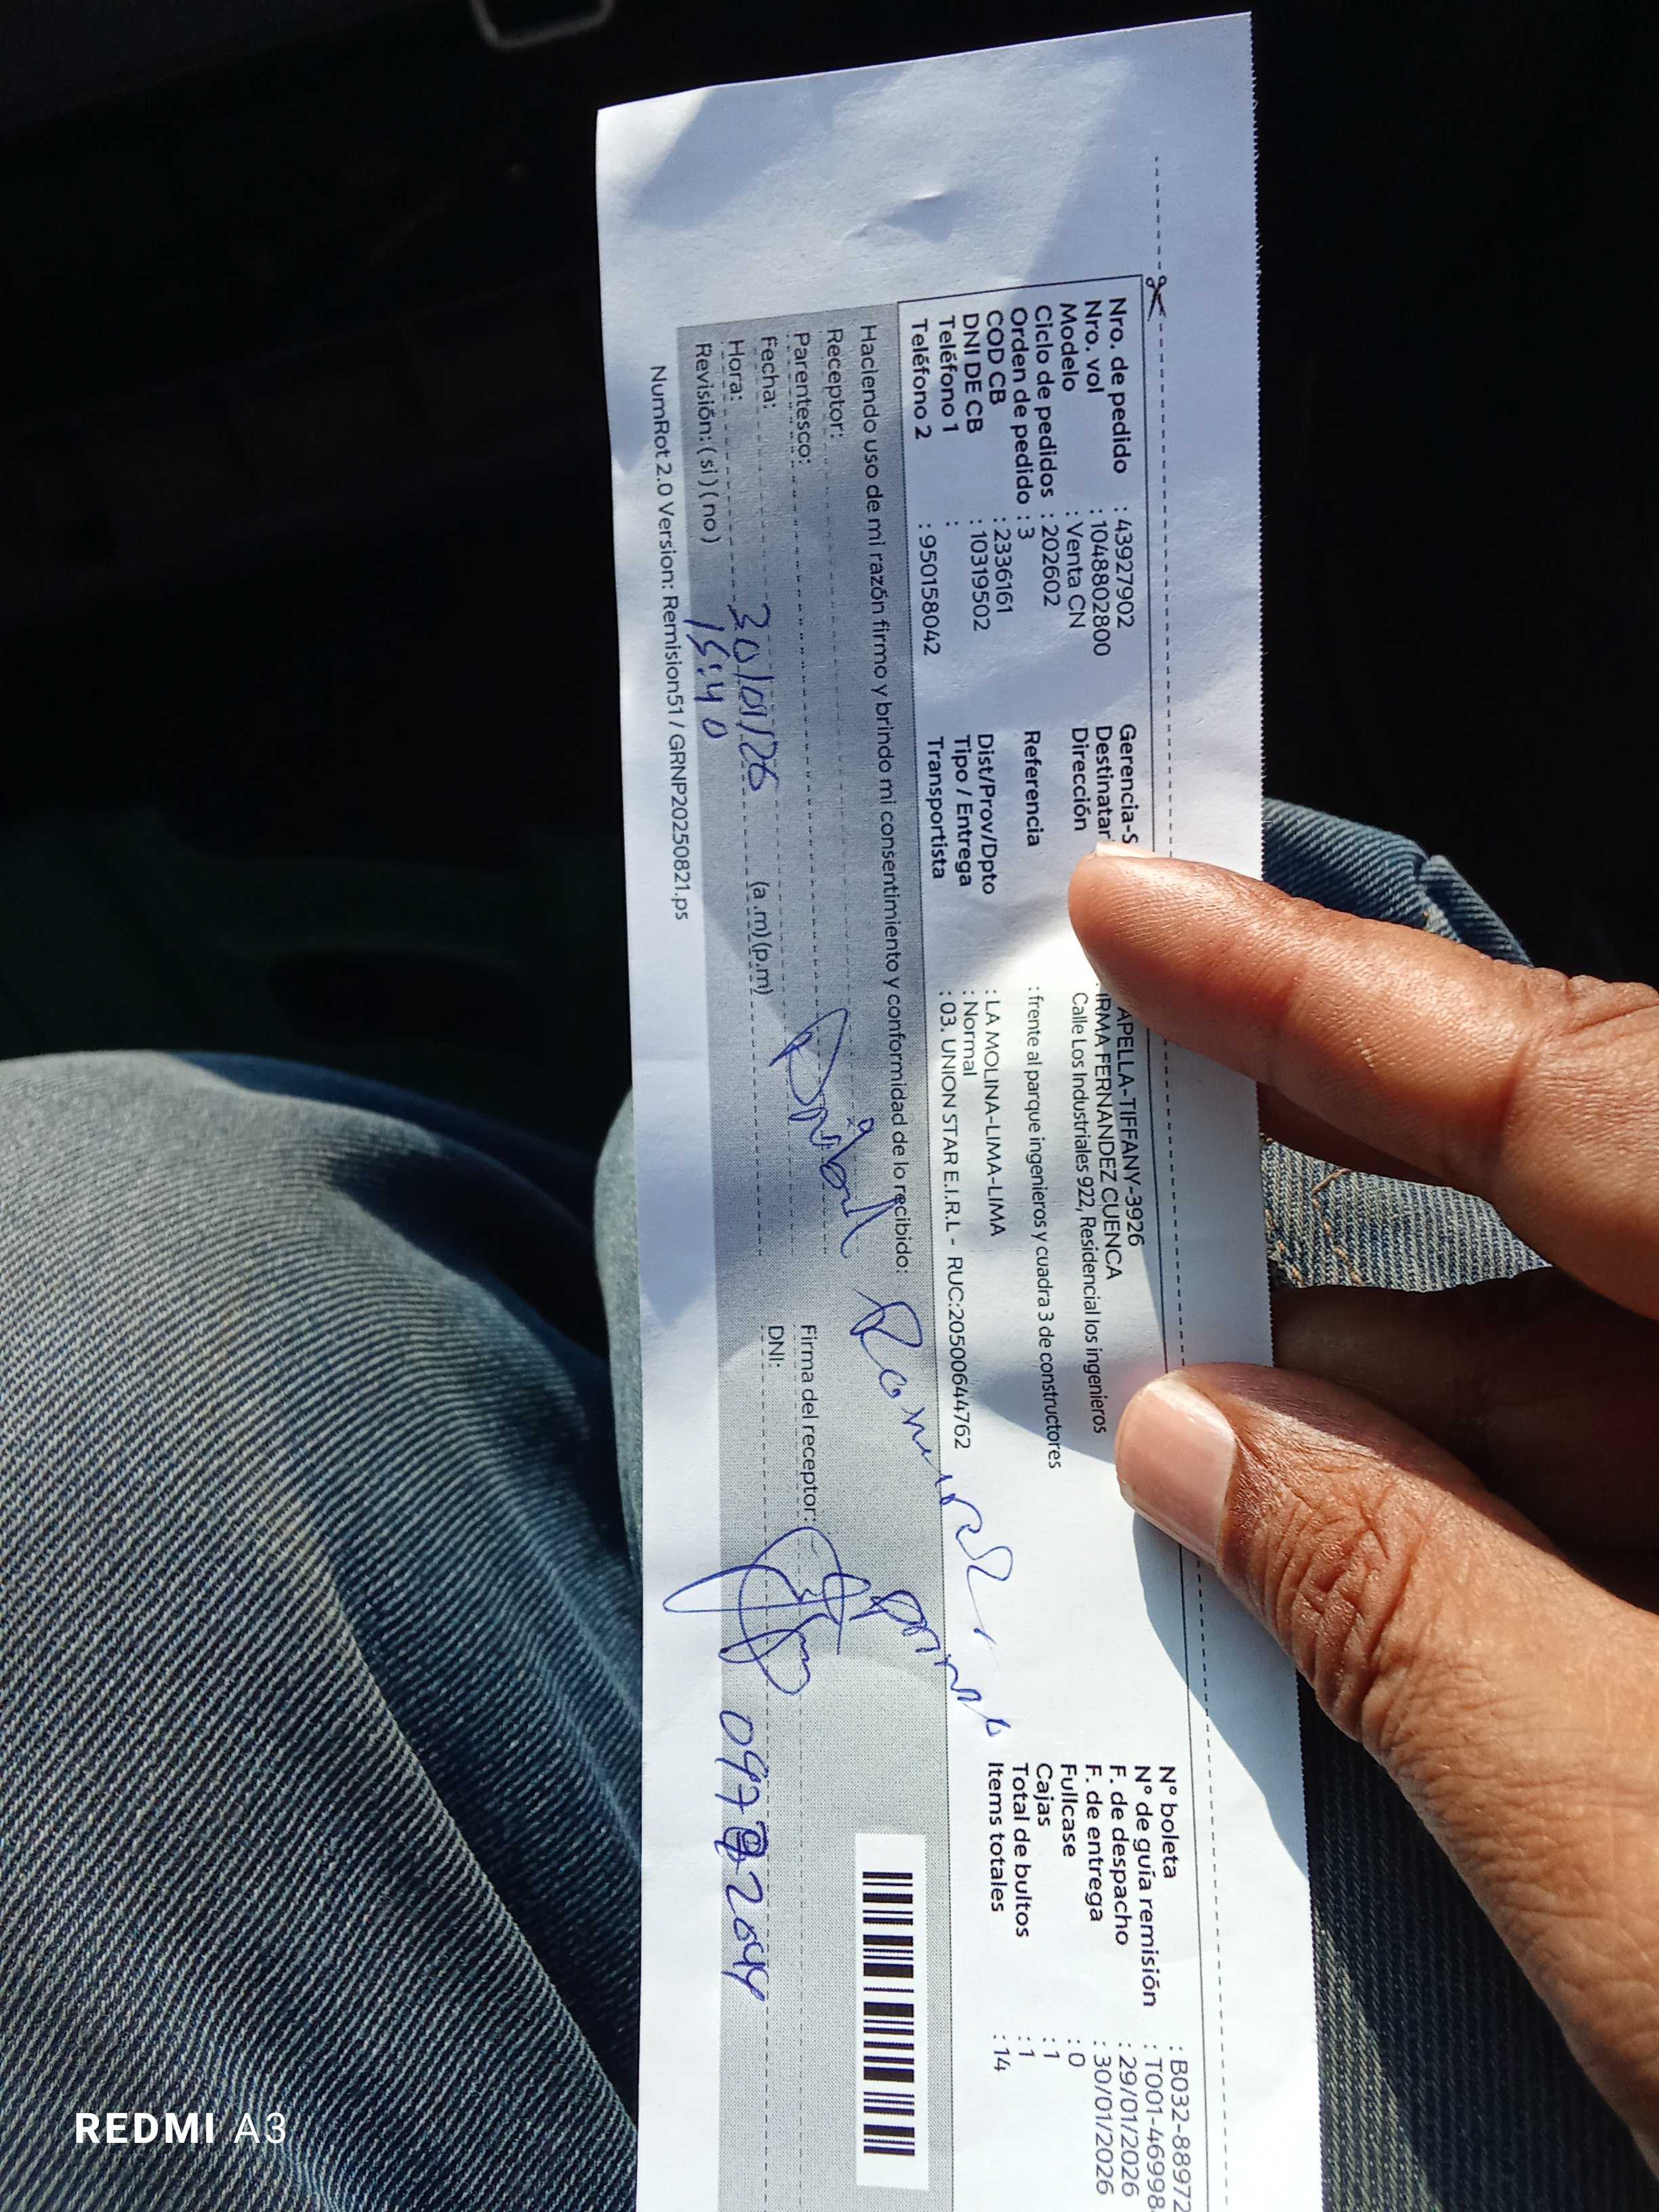 Nro. de pedido : 43927902
Nro. vol : 1048802800
Modelo : Venta CN
Ciclo de pedidos : 202602
Orden de pedido : 3
COD CB : 2336161
DNI DE CB : 10319502
Teléfono 1 :
Teléfono 2 : 950158042
Gerencia-S APELLA-TIFFANY-3926
Destinatar : IRMA FERNANDEZ CUENCA
Dirección Calle Los Industriales 922, Residencial los ingenieros
Referencia : frente al parque ingenieros y cuadra 3 de constructores
Dist/Prov/Dpto : LA MOLINA-LIMA-LIMA
Tipo / Entrega : Normal
Transportista : 03. UNION STAR E.I.R.L - RUC:20500644762
N° boleta : B032-88972
N° de guía remisión : T001-46998
F. de despacho : 29/01/2026
F. de entrega : 30/01/2026
Fullcase : 0
Cajas : 1
Total de bultos : 1
Items totales : 14
Haciendo uso de mi razón firmo y brindo mi consentimiento y conformidad de lo recibido:
Receptor:
Parentesco:
Fecha: 30/01/26
Hora: 15:40 (a.m)(p.m)
Revisión: (si)(no)
Firma del receptor:
DNI:
NumRot 2.0 Version: Remision51 / GRNP20250821.ps
REDMI A3